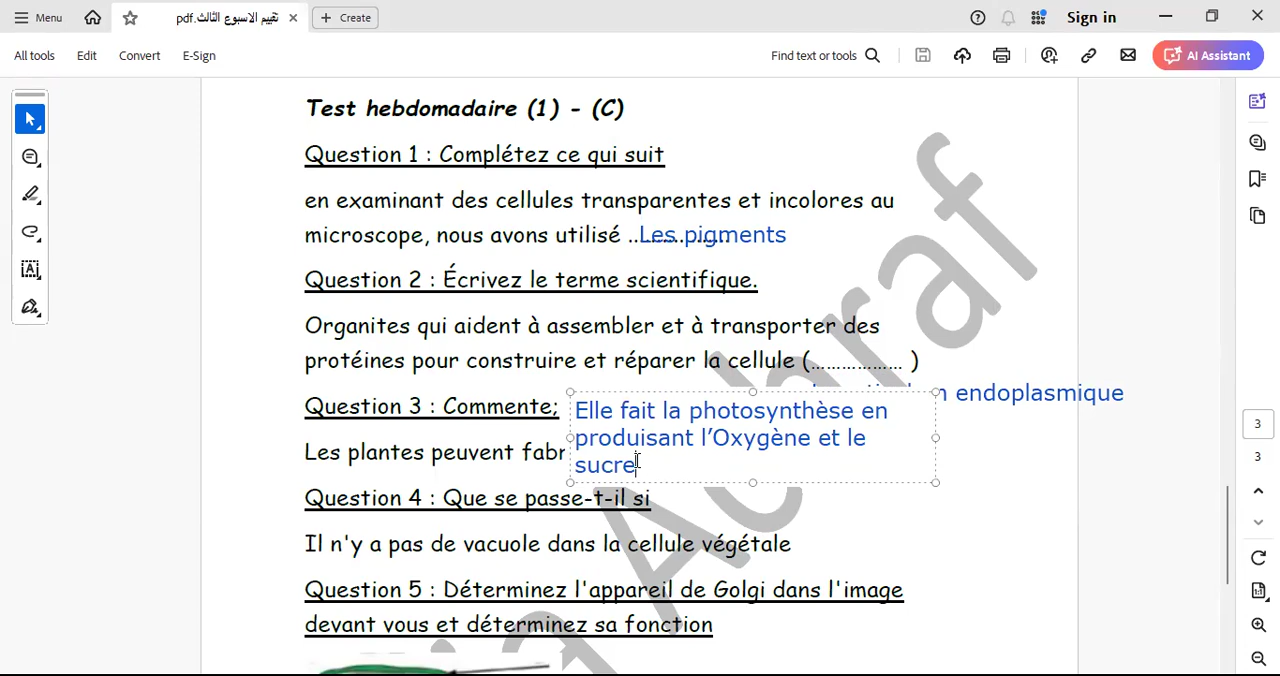 Menu
تقييم الاسبوع الثالث.pdf
Create
Sign in
All tools
Edit
Convert
E-Sign
Find text or tools
AI Assistant
Test hebdomadaire (1) - (C)
Question 1 : Complétez ce qui suit
en examinant des cellules transparentes et incolores au
microscope, nous avons utilisé .. Les pigments
Question 2 : Écrivez le terme scientifique.
Organites qui aident à assembler et à transporter des
protéines pour construire et réparer la cellule (……………… )
endoplasmique
Question 3 : Commente;
Elle fait la photosynthèse en
produisant l’Oxygène et le
sucre
Les plantes peuvent fabr
Question 4 : Que se passe-t-il si
Il n'y a pas de vacuole dans la cellule végétale
Question 5 : Déterminez l'appareil de Golgi dans l'image
devant vous et déterminez sa fonction
3
3
Achraf